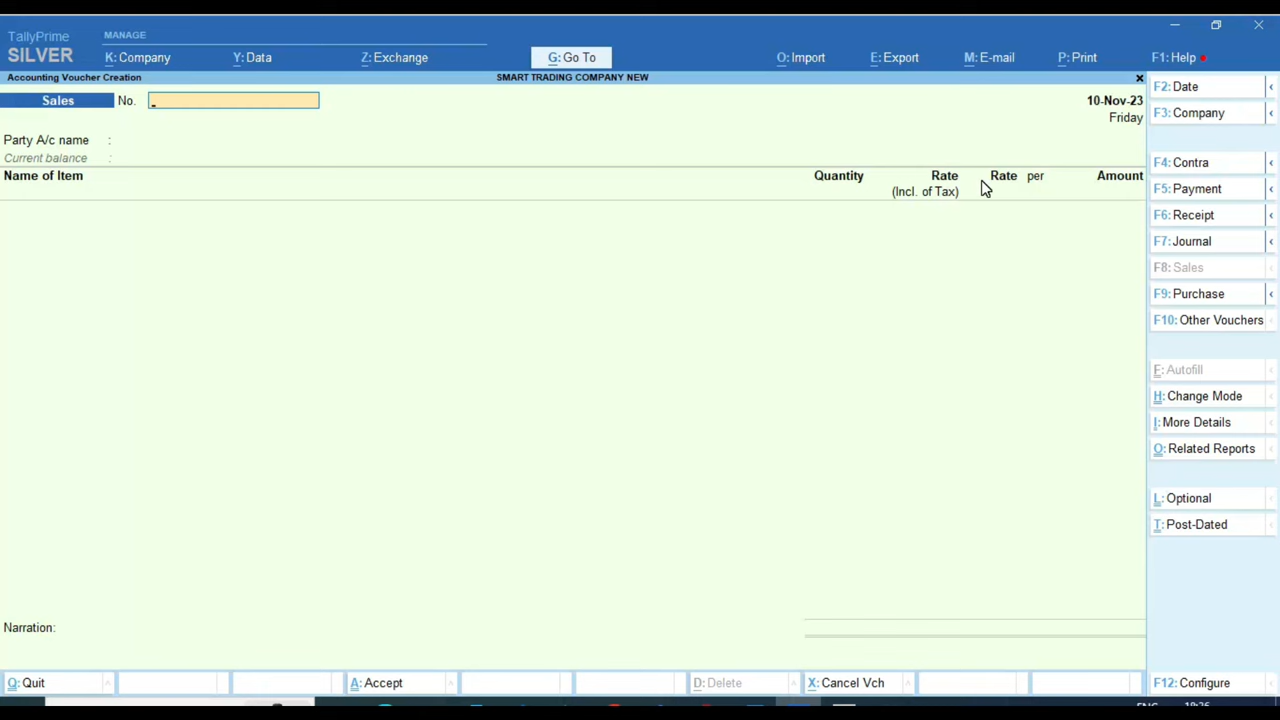 TallyPrime
SILVER
MANAGE
K: Company
Y: Data
Z: Exchange
G: Go To
O: Import
E: Export
M: E-mail
P: Print
F1: Help
Accounting Voucher Creation
SMART TRADING COMPANY NEW
x
Sales
No.
10-Nov-23
Friday
Party A/c name :
Current balance :
Name of Item
Quantity
Rate
(Incl. of Tax)
Rate
per
Amount
Narration:
F2: Date
F3: Company
F4: Contra
F5: Payment
F6: Receipt
F7: Journal
F8: Sales
F9: Purchase
F10: Other Vouchers
F: Autofill
H: Change Mode
I: More Details
O: Related Reports
L: Optional
T: Post-Dated
Q: Quit
A: Accept
D: Delete
X: Cancel Vch
F12: Configure